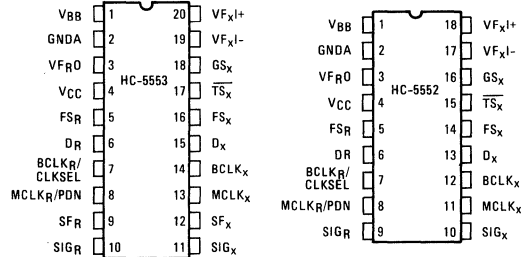 VBB 1 20 VFXI+
GNDA 2 19 VFXI-
VFRO 3 18 GSX
HC-5553
VCC 4 17 TSX
FSR 5 16 FSX
DR 6 15 DX
BCLKR/
CLKSEL 7 14 BCLKX
MCLKR/PDN 8 13 MCLKX
SFR 9 12 SFX
SIGR 10 11 SIGX
VBB 1 18 VFXI+
GNDA 2 17 VFXI-
VFRO 3 16 GSX
HC-5552
VCC 4 15 TSX
FSR 5 14 FSX
DR 6 13 DX
BCLKR/
CLKSEL 7 12 BCLKX
MCLKR/PDN 8 11 MCLKX
SIGR 9 10 SIGX